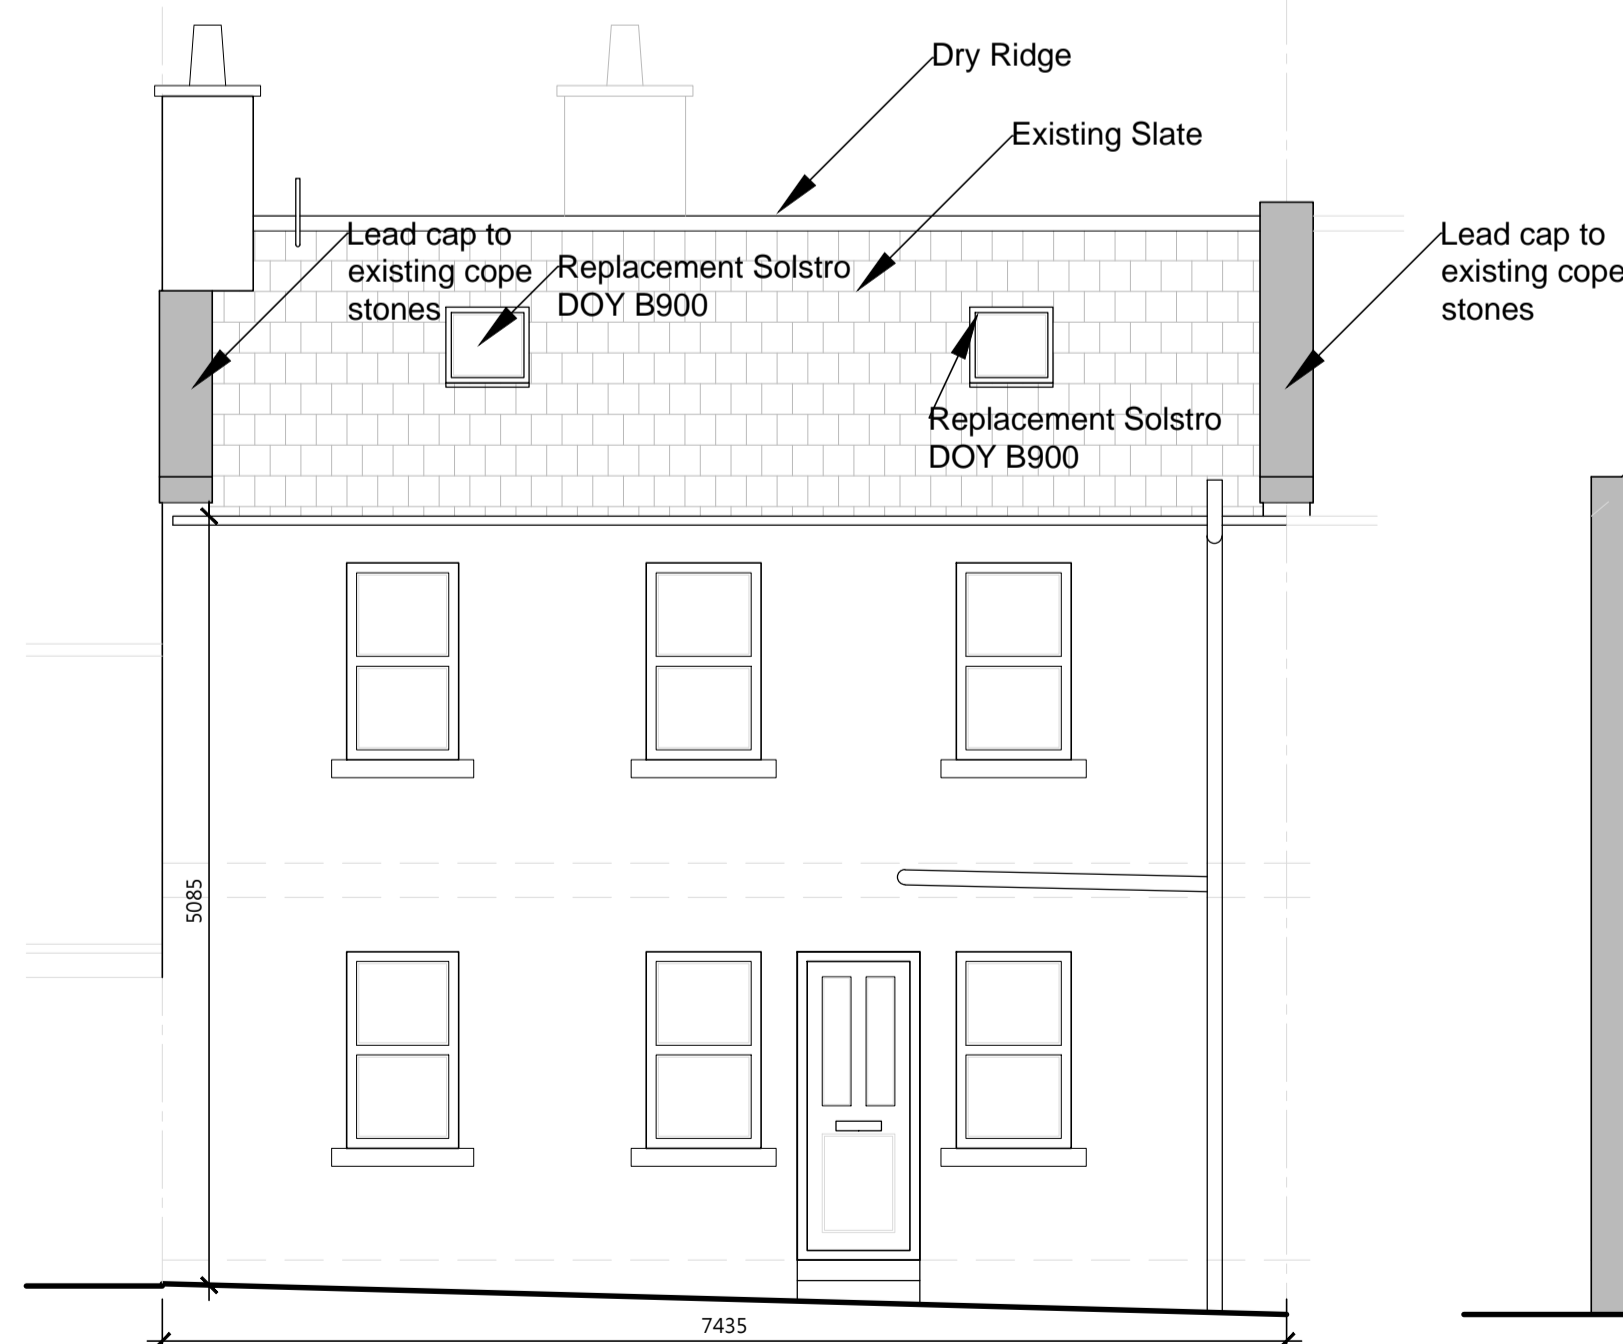 Dry Ridge
Existing Slate
Lead cap to
existing cope
stones
Replacement Solstro
DOY B900
Lead cap to
existing cope
stones
Replacement Solstro
DOY B900
5085
7435